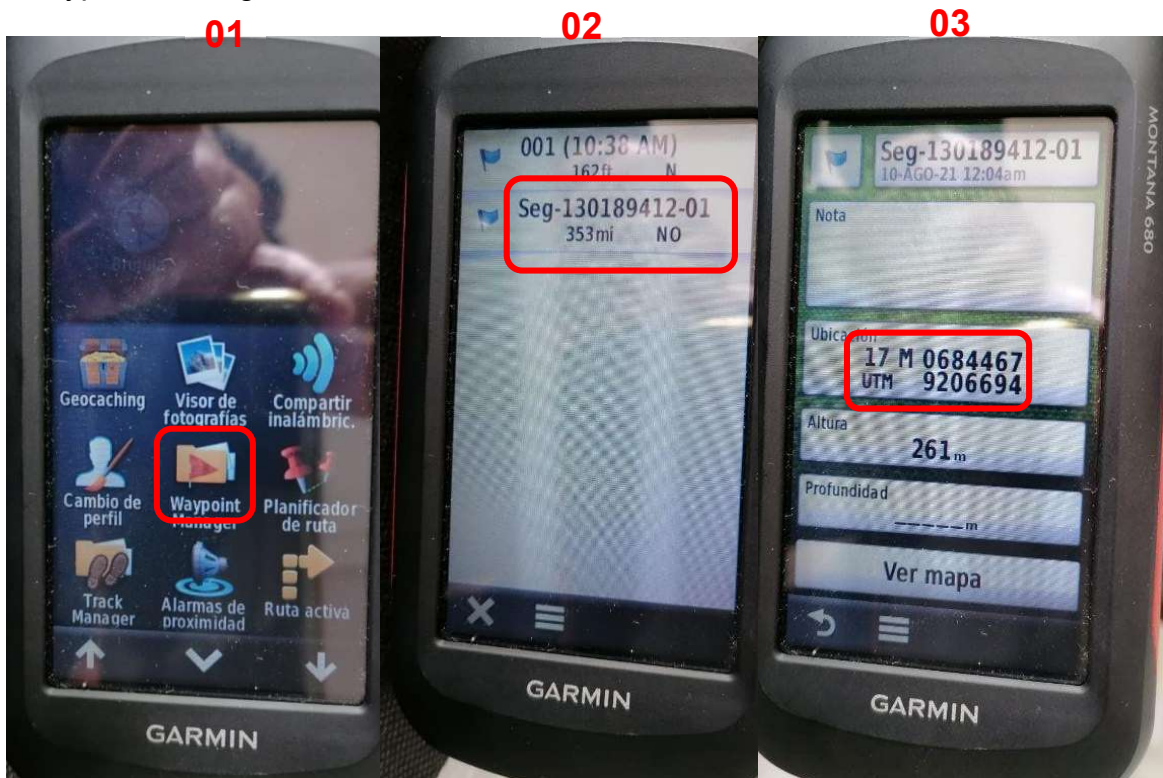 01
Geocaching
Visor de
fotografías
Compartir
inalámbric.
Cambio de
perfil
Waypoint
Manager
Planificador
de ruta
Track
Manager
Alarmas de
proximidad
Ruta activa
GARMIN
02
001 (10:38 AM)
162ft N
Seg-130189412-01
353mi NO
GARMIN
03
Seg-130189412-01
10-AGO-21 12:04am
Nota
Ubicación
17 M 0684467
UTM 9206694
Altura
261m
Profundidad
_____m
Ver mapa
GARMIN
MONTANA 680